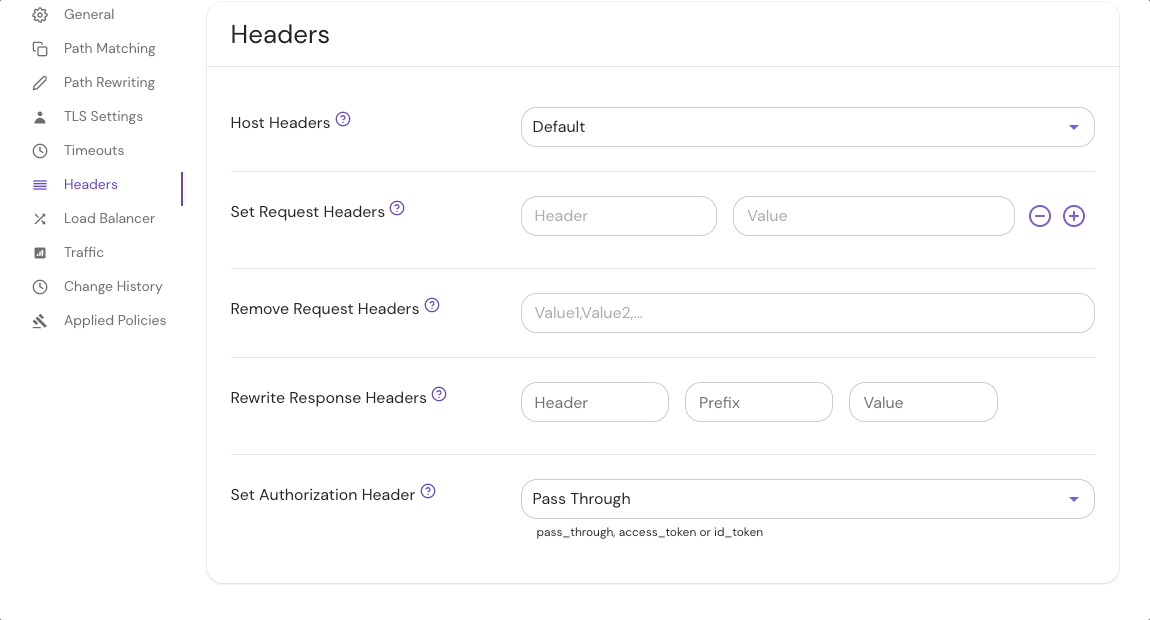 General
Path Matching
Path Rewriting
TLS Settings
Timeouts
Headers
Load Balancer
Traffic
Change History
Applied Policies
Headers
Host Headers ?
Default
Set Request Headers ?
Header
Value
Remove Request Headers ?
Value1,Value2,...
Rewrite Response Headers ?
Header
Prefix
Value
Set Authorization Header ?
Pass Through
pass_through, access_token or id_token